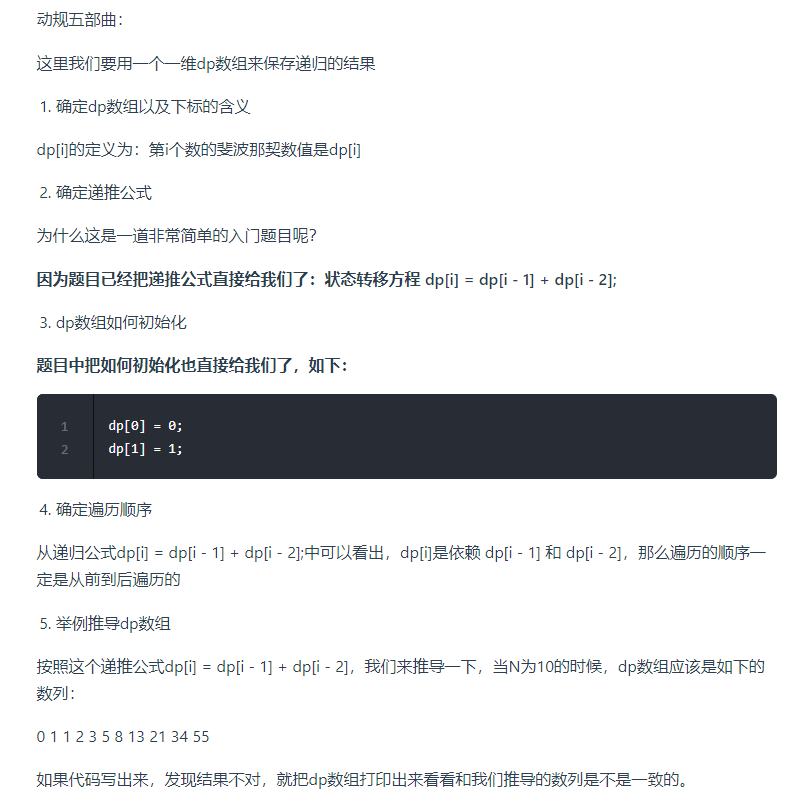 动规五部曲：
这里我们要用一个一维dp数组来保存递归的结果
1. 确定dp数组以及下标的含义
dp[i]的定义为：第i个数的斐波那契数值是dp[i]
2. 确定递推公式
为什么这是一道非常简单的入门题目呢？
因为题目已经把递推公式直接给我们了：状态转移方程 dp[i] = dp[i - 1] + dp[i - 2];
3. dp数组如何初始化
题目中把如何初始化也直接给我们了，如下：
1 dp[0] = 0;
2 dp[1] = 1;
4. 确定遍历顺序
从递归公式dp[i] = dp[i - 1] + dp[i - 2];中可以看出，dp[i]是依赖 dp[i - 1] 和 dp[i - 2]，那么遍历的顺序一
定是从前到后遍历的
5. 举例推导dp数组
按照这个递推公式dp[i] = dp[i - 1] + dp[i - 2]，我们来推导一下，当N为10的时候，dp数组应该是如下的
数列：
0 1 1 2 3 5 8 13 21 34 55
如果代码写出来，发现结果不对，就把dp数组打印出来看看和我们推导的数列是不是一致的。